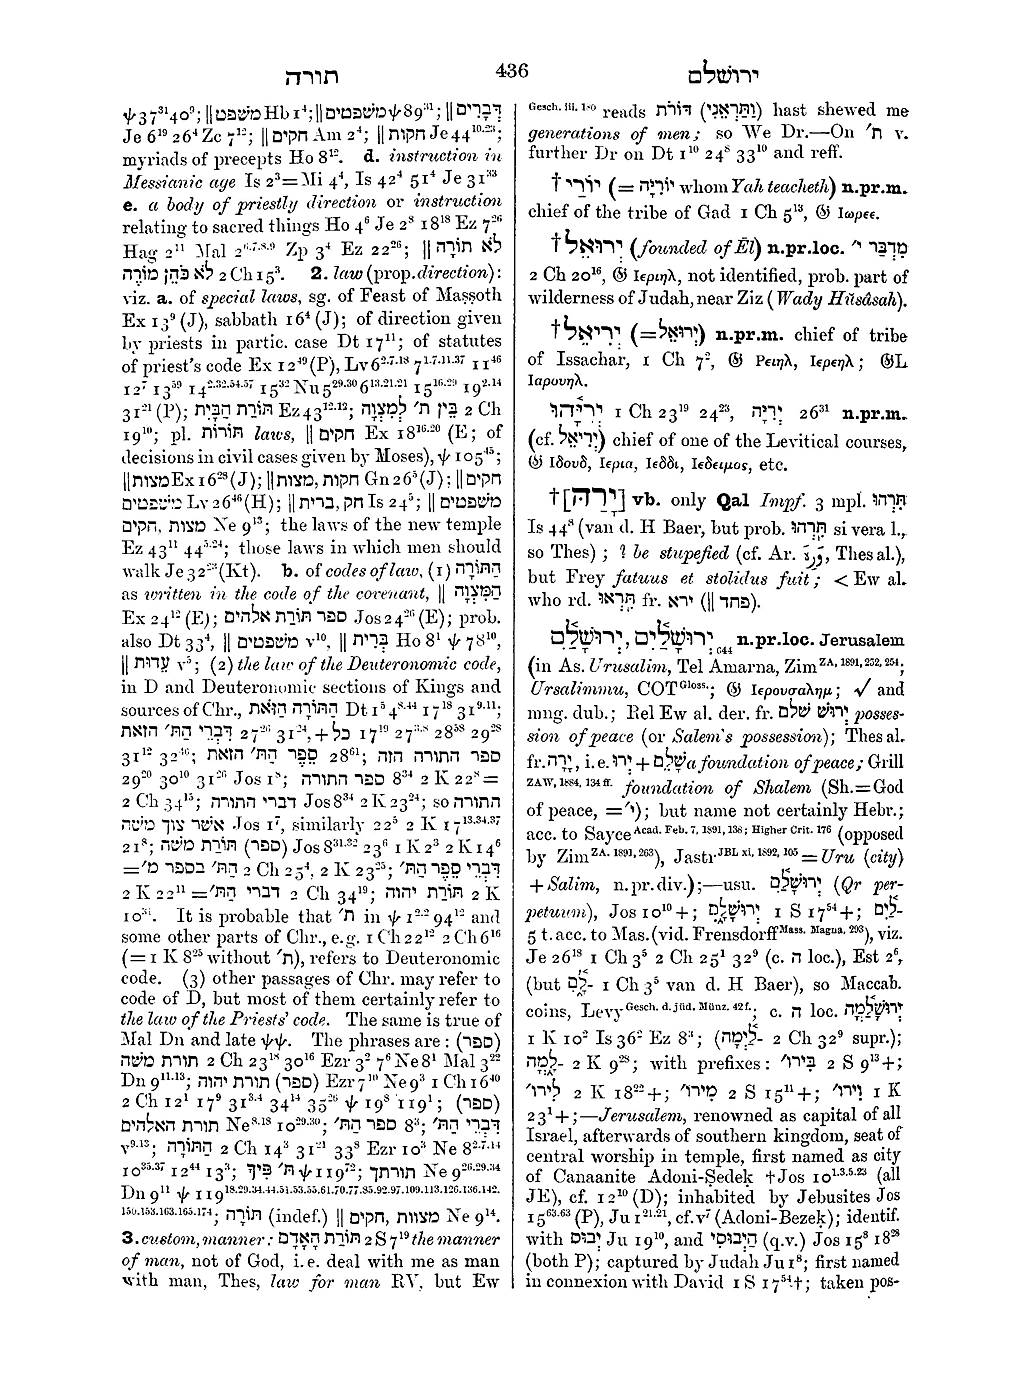 תורה
436
ירושלם
ψ 37³¹ 40⁹; ‖ משפט Hb 1⁴; ‖ משפטים ψ 89³¹; ‖ דְּבָרִים
Je 6¹⁹ 26⁴ Zc 7¹²; ‖ חקים Am 2⁴; ‖ חקות Je 44¹⁰·²³;
myriads of precepts Ho 8¹². d. instruction in
Messianic age Is 2³ = Mi 4⁴, Is 42⁴ 51⁴ Je 31³³
e. a body of priestly direction or instruction
relating to sacred things Ho 4⁶ Je 2⁸ 18¹⁸ Ez 7²⁶
Hag 2¹¹ Mal 2⁶·⁷·⁸·⁹ Zp 3⁴ Ez 22²⁶; ‖ לֹא תוֹרָה
לא כֹּהֵן מוֹרֶה 2 Ch 15³. 2. law (prop. direction):
viz. a. of special laws, sg. of Feast of Maṣṣoth
Ex 13⁹ (J), sabbath 16⁴ (J); of direction given
by priests in partic. case Dt 17¹¹; of statutes
of priest's code Ex 12⁴⁹ (P), Lv 6²·⁷·¹⁸ 7¹·⁷·¹¹·³⁷ 11⁴⁶
12⁷ 13⁵⁹ 14²·³²·⁵⁴·⁵⁷ 15³² Nu 5²⁹·³⁰ 6¹³·²¹·²¹ 15¹⁶·²⁹ 19²·¹⁴
31²¹ (P); תּוֹרַת הַבַּיִת Ez 43¹²·¹²; בֵּין ת׳ לְמִצְוָה 2 Ch
19¹⁰; pl. תּוֹרוֹת laws, ‖ חקים Ex 18¹⁶·²⁰ (E; of
decisions in civil cases given by Moses), ψ 105⁴⁵;
‖ מצות Ex 16²⁸ (J); ‖ חקות, מצות Gn 26⁵ (J); ‖ חקים
משפטים Lv 26⁴⁶ (H); ‖ חק, ברית Is 24⁵; ‖ משפטים
מצות, חקים Ne 9¹³; the laws of the new temple
Ez 43¹¹ 44⁵·²⁴; those laws in which men should
walk Je 32²³ (Kt). b. of codes of law, (1) הַתּוֹרָה
as written in the code of the covenant, ‖ הַמִּצְוָה
Ex 24¹² (E); ספר תּוֹרַת אלהים Jos 24²⁶ (E); prob.
also Dt 33⁴, ‖ משפטים v¹⁰, ‖ בְּרִית Ho 8¹ ψ 78¹⁰,
‖ עֵדוּת v⁵; (2) the law of the Deuteronomic code,
in D and Deuteronomic sections of Kings and
sources of Chr., הַתּוֹרָה הַזֹּאת Dt 1⁵ 4⁸·⁴⁴ 17¹⁸ 31⁹·¹¹;
כל + , 17¹⁹ 27³·⁸ 28⁵⁸ 29²⁸ דִּבְרֵי הַתּ׳ הזאת 27²⁶ 31²⁴
31¹² 32⁴⁶; סֵפֶר הַתּ׳ הזאת 28⁶¹; ספר התורה הזה
29²⁰ 30¹⁰ 31²⁶ Jos 1⁸; ספר התורה 8³⁴ 2 K 22⁸ =
2 Ch 34¹⁵; דברי התורה Jos 8³⁴ 2 K 23²⁴; so התורה
אשר צוך משה Jos 1⁷, similarly 22⁵ 2 K 17¹³·³⁴·³⁷
21⁸; (ספר) תּוֹרַת משֶׁה Jos 8³¹·³² 23⁶ 1 K 2³ 2 K 14⁶
= הַתּ׳ בספר מ׳ 2 Ch 25⁴, 2 K 23²⁵; דִּבְרֵי סֵפֶר הַתּ׳
2 K 22¹¹ = דברי הַתּ׳ 2 Ch 34¹⁹; תּוֹרַת יהוה 2 K
10³¹. It is probable that ת׳ in ψ 1²·² 94¹² and
some other parts of Chr., e.g. 1 Ch 22¹² 2 Ch 6¹⁶
(= 1 K 8²⁵ without ת׳), refers to Deuteronomic
code. (3) other passages of Chr. may refer to
code of D, but most of them certainly refer to
the law of the Priests' code. The same is true of
Mal Dn and late ψψ. The phrases are: (ספר)
תורת משה 2 Ch 23¹⁸ 30¹⁶ Ezr 3² 7⁶ Ne 8¹ Mal 3²²
Dn 9¹¹·¹³; (ספר) תורת יהוה Ezr 7¹⁰ Ne 9³ 1 Ch 16⁴⁰
2 Ch 12¹ 17⁹ 31³·⁴ 34¹⁴ 35²⁶ ψ 19⁸ 119¹; (ספר)
תורת האלהים Ne 8⁸·¹⁸ 10²⁹·³⁰; ספר הַתּ׳ 8³; דִּבְרֵי הַתּ׳
v⁹·¹³; הַתּוֹרָה 2 Ch 14³ 31²¹ 33⁸ Ezr 10³ Ne 8²·⁷·¹⁴
10³⁵·³⁷ 12⁴⁴ 13³; תּ׳ פִּיךָ ψ 119⁷²; תורתך Ne 9²⁶·²⁹·³⁴
Dn 9¹¹ ψ 119¹⁸·²⁹·³⁴·⁴⁴·⁵¹·⁵³·⁵⁵·⁶¹·⁷⁰·⁷⁷·⁸⁵·⁹²·⁹⁷·¹⁰⁹·¹¹³·¹²⁶·¹³⁶·¹⁴²·
¹⁵⁰·¹⁵³·¹⁶³·¹⁶⁵·¹⁷⁴; תּוֹרָה (indef.) ‖ מצוות, חקים Ne 9¹⁴.
3. custom, manner: תּוֹרַת הָאָדָם 2 S 7¹⁹ the manner
of man, not of God, i.e. deal with me as man
with man, Thes, law for man RV, but Ew
Gesch. iii. 180 reads דּוֹרֹת (וַתַּרְאֵנִי) hast shewed me
generations of men; so We Dr.—On ת׳ v.
further Dr on Dt 1¹⁰ 24⁸ 33¹⁰ and reff.
†יוֹרַי (= יוֹרָיָה whom Yah teacheth) n.pr.m.
chief of the tribe of Gad 1 Ch 5¹³, 𝔊 Ιωρεε.
†יְרוּאֵל (founded of Ēl) n.pr.loc. מִדְבַּר י׳
2 Ch 20¹⁶, 𝔊 Ιεριηλ, not identified, prob. part of
wilderness of Judah, near Ziz (Wady Ḥŭsâsah).
†יְרִיאֵל (= יְרוּאֵל) n.pr.m. chief of tribe
of Issachar, 1 Ch 7², 𝔊 Ρειηλ, Ιερεηλ; 𝔊L
Ιαρουηλ.
יְרִיָּהוּ 1 Ch 23¹⁹ 24²³, יְרִיָּה 26³¹ n.pr.m.
(cf. יְרִיאֵל) chief of one of the Levitical courses,
𝔊 Ιδουδ, Ιερια, Ιεδδι, Ιεδειμος, etc.
†[יָרַהּ] vb. only Qal Impf. 3 mpl. תִּרְהוּ
Is 44⁸ (van d. H Baer, but prob. תִּרְהוּ si vera l.,
so Thes); ? be stupefied (cf. Ar. , Thes al.),
but Frey fatuus et stolidus fuit; < Ew al.
who rd. תִּרְאוּ fr. ירא (‖ פחד).
יְרוּשָׁלַםִ, יְרוּשָׁלַיִם₆₄₄ n.pr.loc. Jerusalem
(in As. Urusalim, Tel Amarna, Zim ZA, 1891, 252, 254;
Ursalimmu, COT Gloss.; 𝔊 Ιερουσαλημ; √ and
mng. dub.; Rel Ew al. der. fr. יְרוּשׁ שׁלם posses-
sion of peace (or Salem's possession); Thes al.
fr. יָרָה, i.e. יְרוּ + שָׁלֵם a foundation of peace; Grill
ZAW, 1884, 134 ff. foundation of Shalem (Sh. = God
of peace, = י׳); but name not certainly Hebr.;
acc. to Sayce Acad. Feb. 7, 1891, 138; Higher Crit. 176 (opposed
by Zim ZA. 1891, 263), Jastr. JBL xi, 1892, 105 = Uru (city)
+ Salim, n.pr.div.);—usu. יְרוּשָׁלַםִ (Qr per-
petuum), Jos 10¹⁰ +; יְרוּשָׁלָםִ 1 S 17⁵⁴ +; ‎-לַיִם
5 t. acc. to Mas. (vid. Frensdorff Mass. Magna, 293), viz.
Je 26¹⁸ 1 Ch 3⁵ 2 Ch 25¹ 32⁹ (c. ה loc.), Est 2⁶,
(but ‎-לַםִ 1 Ch 3⁵ van d. H Baer), so Maccab.
coins, Levy Gesch. d. jüd. Münz. 42 f.; c. ה loc. יְרוּשָׁלַמָה
1 K 10² Is 36² Ez 8³; (‎-לַיְמָה 2 Ch 32⁹ supr.);
‎-לָמָה 2 K 9²⁸; with prefixes: בִּירוּ׳ 2 S 9¹³ +;
לִירוּ׳ 2 K 18²² +; מִירוּ׳ 2 S 15¹¹ +; וִירוּ׳ 1 K
23¹ +;—Jerusalem, renowned as capital of all
Israel, afterwards of southern kingdom, seat of
central worship in temple, first named as city
of Canaanite Adoni-Ṣedeḳ †Jos 10¹·³·⁵·²³ (all
JE), cf. 12¹⁰ (D); inhabited by Jebusites Jos
15⁶³·⁶³ (P), Ju 1²¹·²¹, cf. v⁷ (Adoni-Bezeḳ); identif.
with יְבוּס Ju 19¹⁰, and הַיְבוּסִי (q.v.) Jos 15⁸ 18²⁸
(both P); captured by Judah Ju 1⁸; first named
in connexion with David 1 S 17⁵⁴†; taken pos-